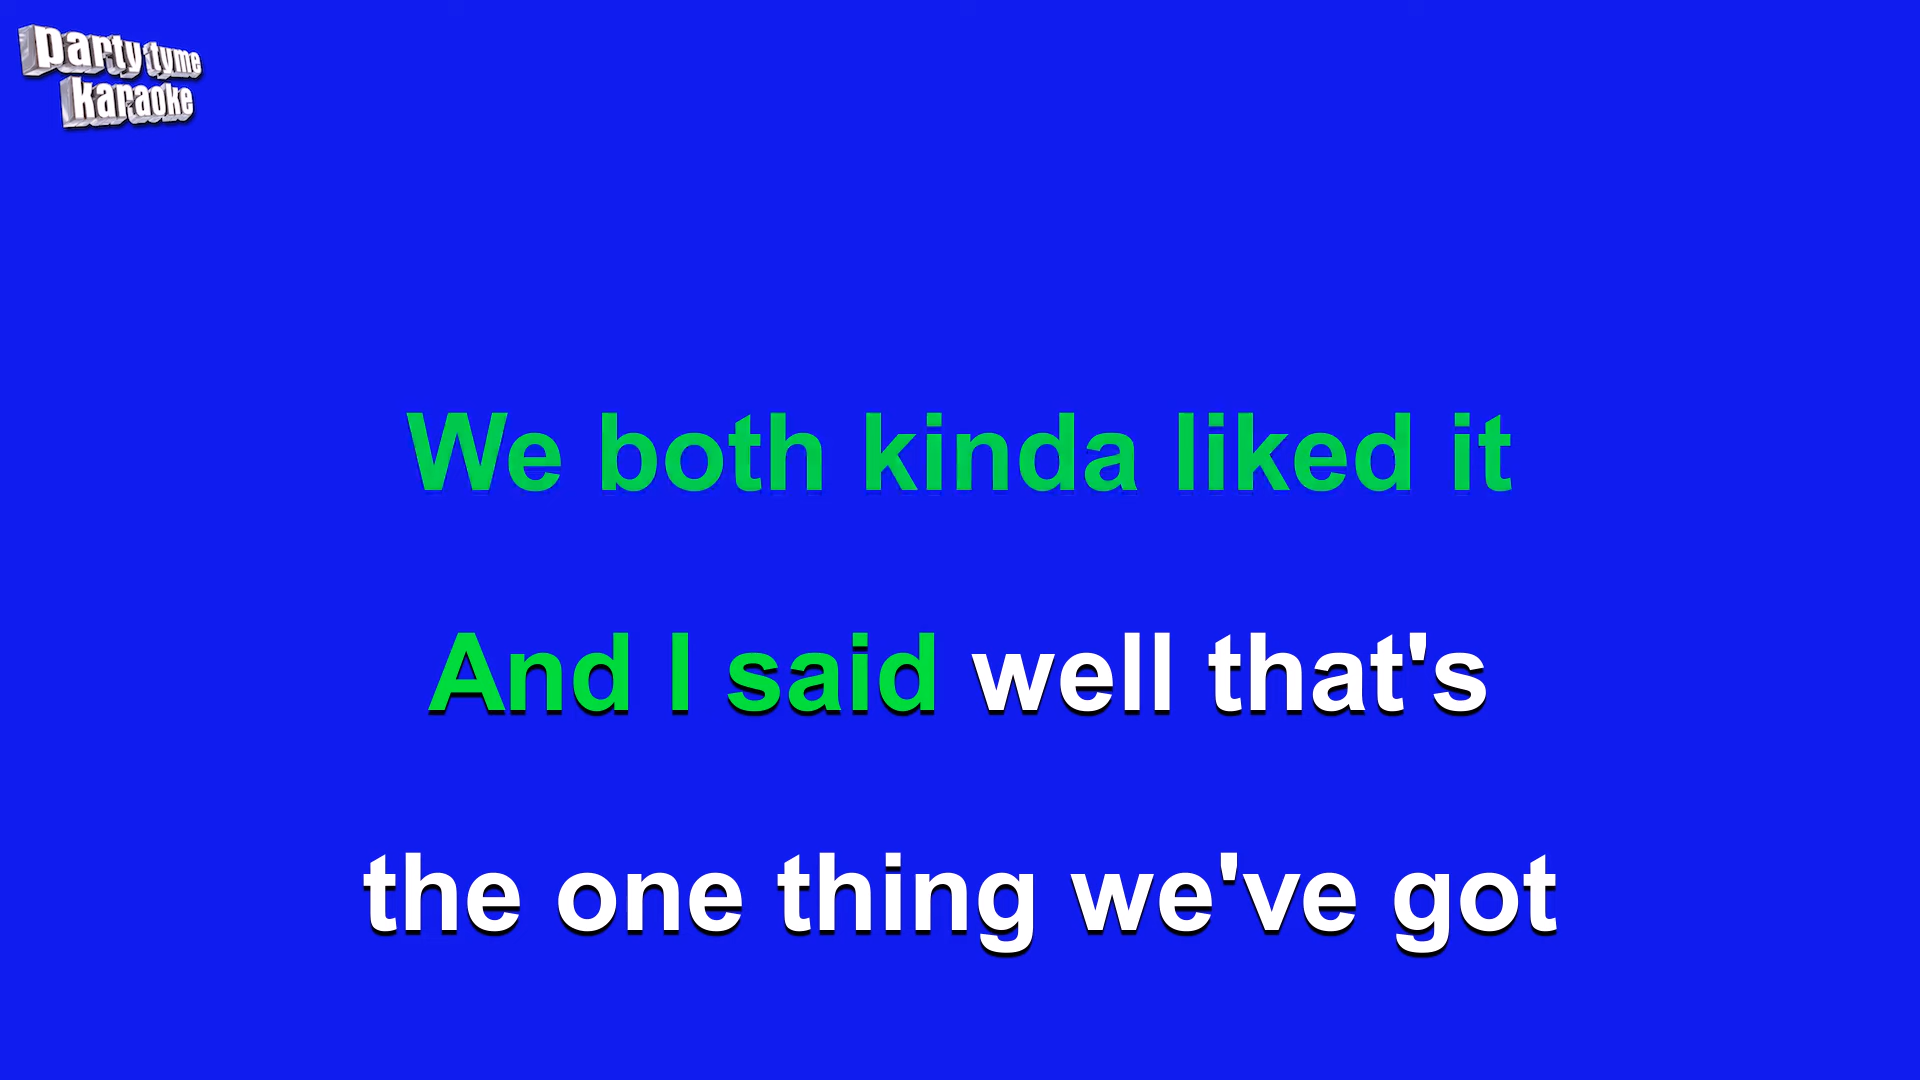 party tyme
karaoke
We both kinda liked it
And I said well that's
the one thing we've got